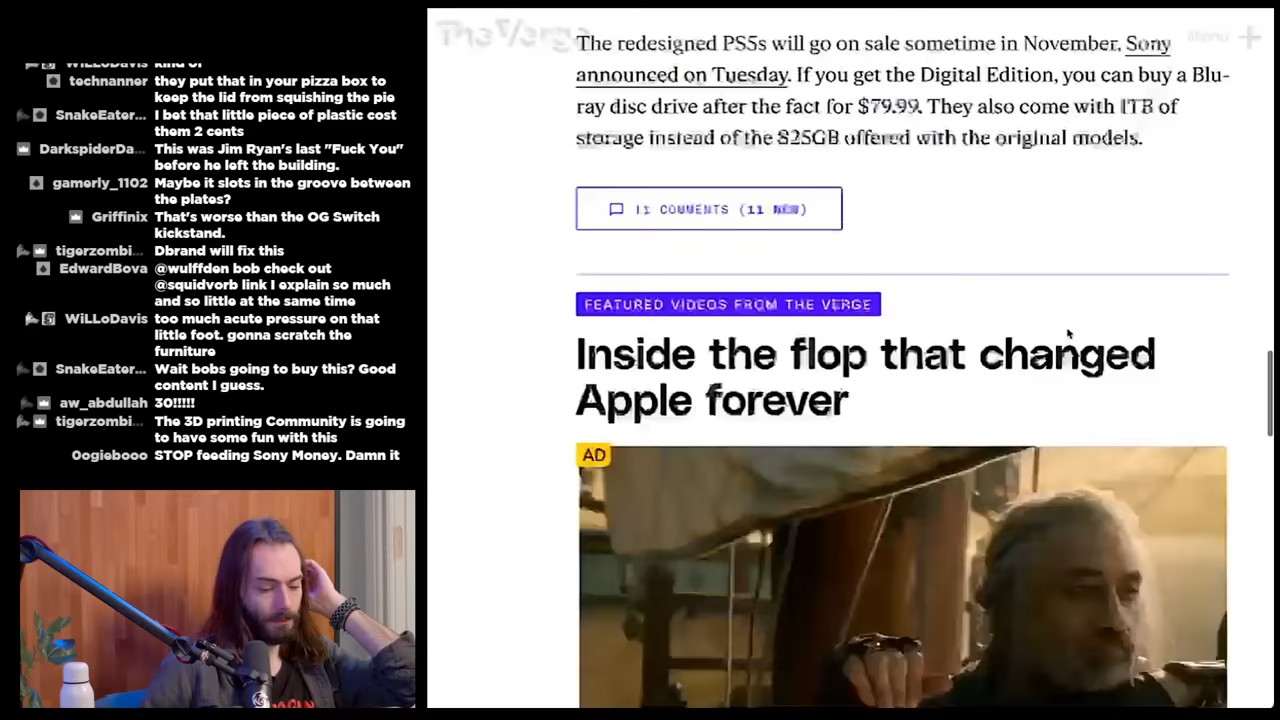 WiLLoDavis kind of
technanner they put that in your pizza box to
keep the lid from squishing the pie
SnakeEater... I bet that little piece of plastic cost
them 2 cents
DarkspiderDa... This was Jim Ryan's last "Fuck You"
before he left the building.
gamerly_1102 Maybe it slots in the groove between
the plates?
Griffinix That's worse than the OG Switch
kickstand.
tigerzombi... Dbrand will fix this
EdwardBova @wulffden bob check out
@squidvorb link I explain so much
and so little at the same time
WiLLoDavis too much acute pressure on that
little foot. gonna scratch the
furniture
SnakeEater... Wait bobs going to buy this? Good
content I guess.
aw_abdullah 30!!!!!
tigerzombi... The 3D printing Community is going
to have some fun with this
Oogiebooo STOP feeding Sony Money. Damn it
The Verge
Menu
The redesigned PS5s will go on sale sometime in November, Sony
announced on Tuesday. If you get the Digital Edition, you can buy a Blu-
ray disc drive after the fact for $79.99. They also come with 1TB of
storage instead of the 825GB offered with the original models.
11 COMMENTS (11 NEW)
FEATURED VIDEOS FROM THE VERGE
Inside the flop that changed
Apple forever
AD